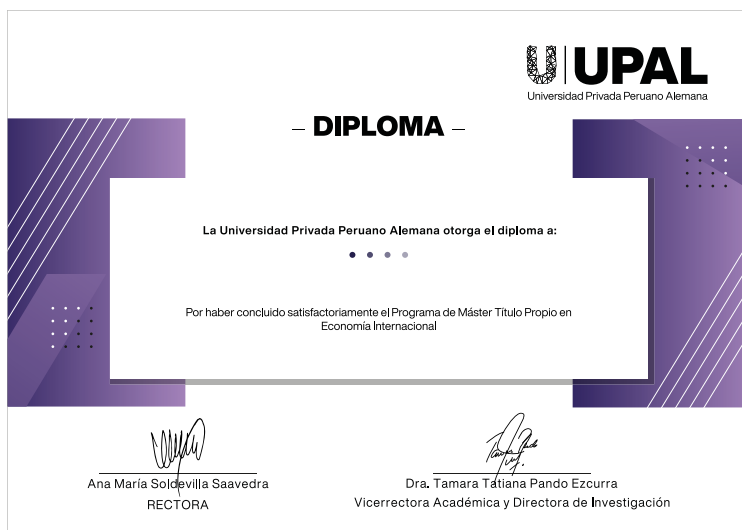 UPAL
Universidad Privada Peruano Alemana
– DIPLOMA –
La Universidad Privada Peruano Alemana otorga el diploma a:
Por haber concluido satisfactoriamente el Programa de Máster Título Propio en
Economía Internacional
Ana María Soldevilla Saavedra
RECTORA
Dra. Tamara Tatiana Pando Ezcurra
Vicerrectora Académica y Directora de Investigación